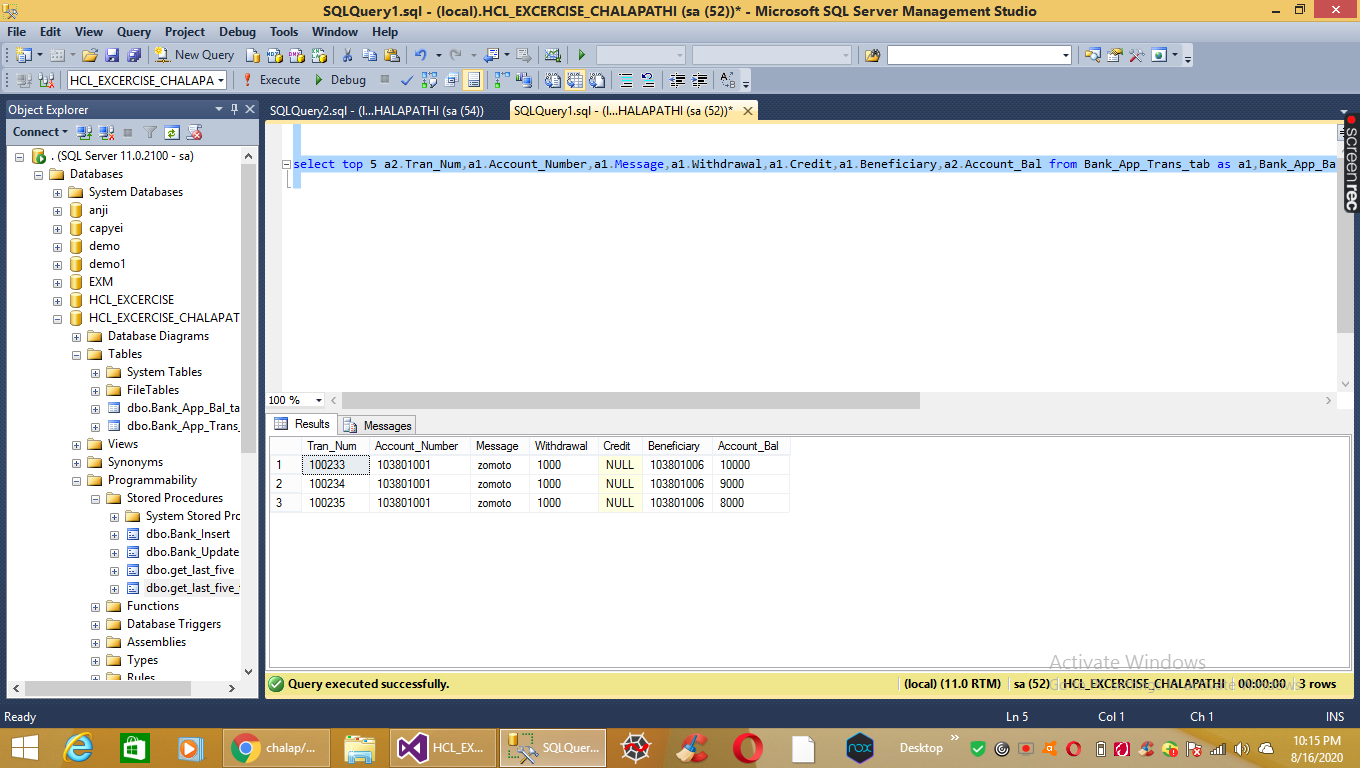 SQLQuery1.sql - (local).HCL_EXCERCISE_CHALAPATHI (sa (52))* - Microsoft SQL Server Management Studio
File Edit View Query Project Debug Tools Window Help
New Query
HCL_EXCERCISE_CHALAPA Execute Debug
Object Explorer
Connect
. (SQL Server 11.0.2100 - sa)
Databases
System Databases
anji
capyei
demo
demo1
EXM
HCL_EXCERCISE
HCL_EXCERCISE_CHALAPAT
Database Diagrams
Tables
System Tables
FileTables
dbo.Bank_App_Bal_ta
dbo.Bank_App_Trans_
Views
Synonyms
Programmability
Stored Procedures
System Stored Pro
dbo.Bank_Insert
dbo.Bank_Update
dbo.get_last_five
dbo.get_last_five_
Functions
Database Triggers
Assemblies
Types
Rules
SQLQuery2.sql - (l...HALAPATHI (sa (54)) SQLQuery1.sql - (l...HALAPATHI (sa (52))*
select top 5 a2.Tran_Num,a1.Account_Number,a1.Message,a1.Withdrawal,a1.Credit,a1.Beneficiary,a2.Account_Bal from Bank_App_Trans_tab as a1,Bank_App_Ba
screenrec
100 %
Results Messages
Tran_Num Account_Number Message Withdrawal Credit Beneficiary Account_Bal
1 100233 103801001 zomoto 1000 NULL 103801006 10000
2 100234 103801001 zomoto 1000 NULL 103801006 9000
3 100235 103801001 zomoto 1000 NULL 103801006 8000
Activate Windows
Query executed successfully. (local) (11.0 RTM) sa (52) HCL_EXCERCISE_CHALAPATHI 00:00:00 3 rows
Ready Ln 5 Col 1 Ch 1 INS
chalap/... HCL_EX... SQLQuer... nox Desktop
10:15 PM
8/16/2020